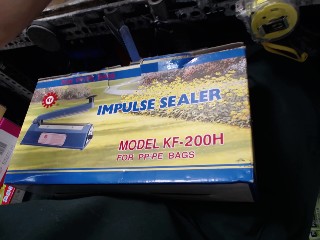 IMPULSE SEALER
MODEL KF-200H
FOR PP·PE BAGS